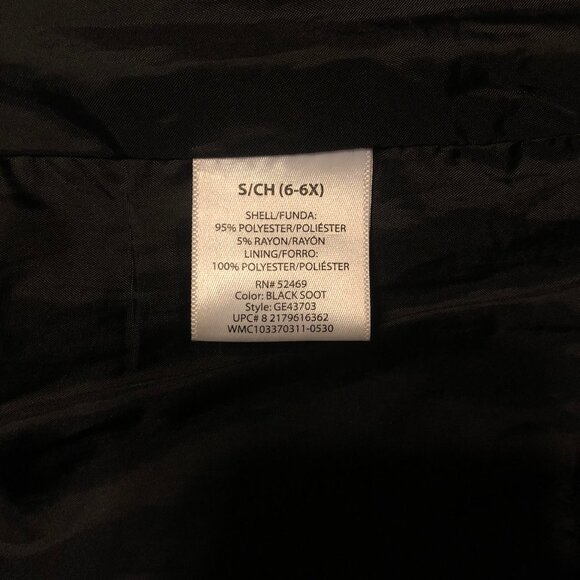 S/CH (6-6X)
SHELL/FUNDA:
95% POLYESTER/POLIÉSTER
5% RAYON/RAYÓN
LINING/FORRO:
100% POLYESTER/POLIÉSTER
RN# 52469
Color: BLACK SOOT
Style: GE43703
UPC# 8 2179616362
WMC103370311-0530